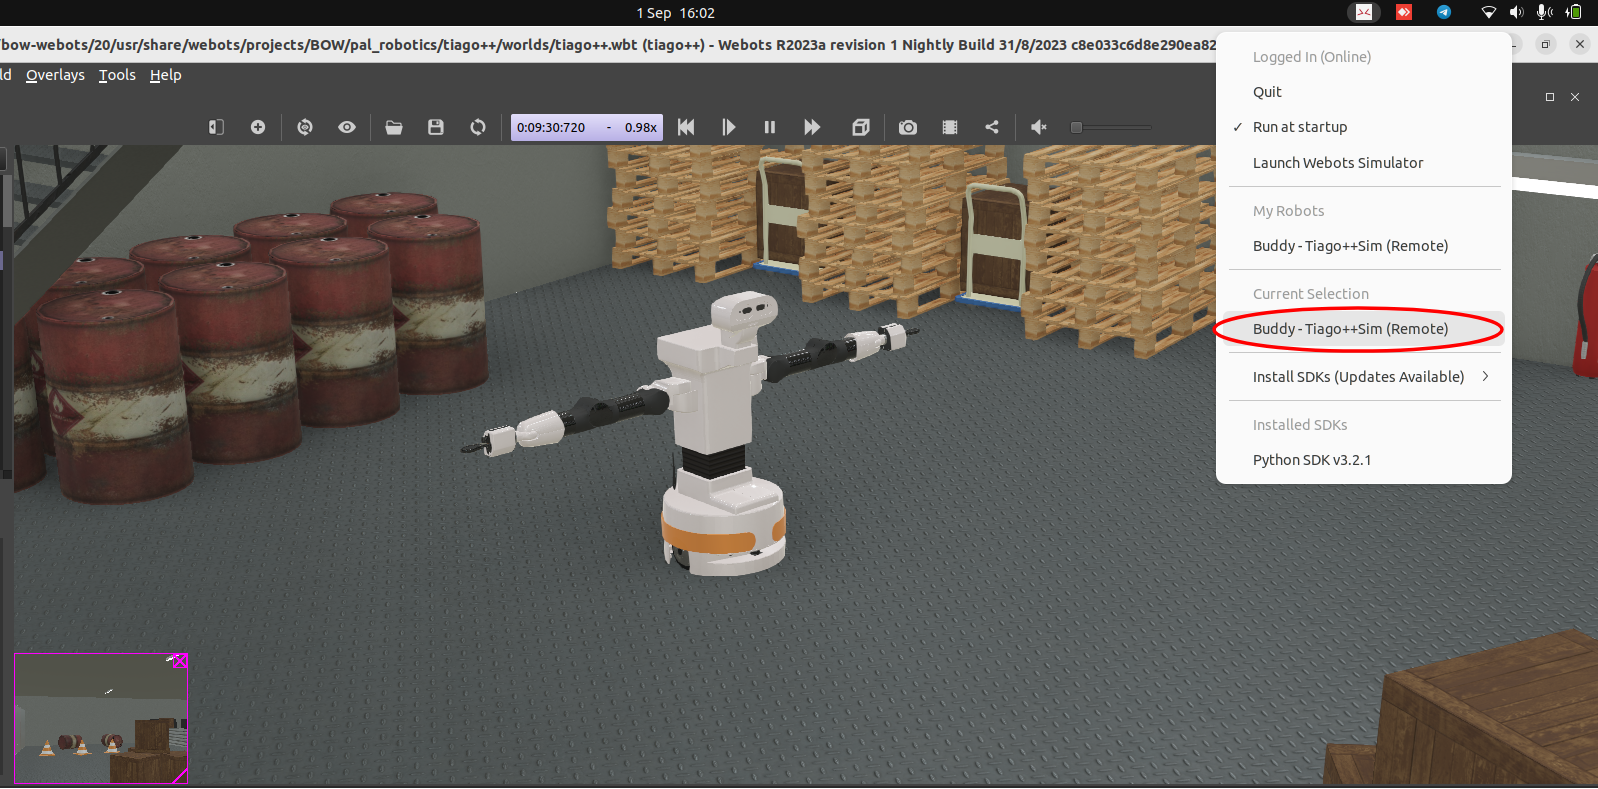 1 Sep 16:02
/bow-webots/20/usr/share/webots/projects/BOW/pal_robotics/tiago++/worlds/tiago++.wbt (tiago++) - Webots R2023a revision 1 Nightly Build 31/8/2023 c8e033c6d8e290ea82
ld Overlays Tools Help
0:09:30:720 - 0.98x
Logged In (Online)
Quit
✓ Run at startup
Launch Webots Simulator
My Robots
Buddy - Tiago++Sim (Remote)
Current Selection
Buddy - Tiago++Sim (Remote)
Install SDKs (Updates Available)
Installed SDKs
Python SDK v3.2.1